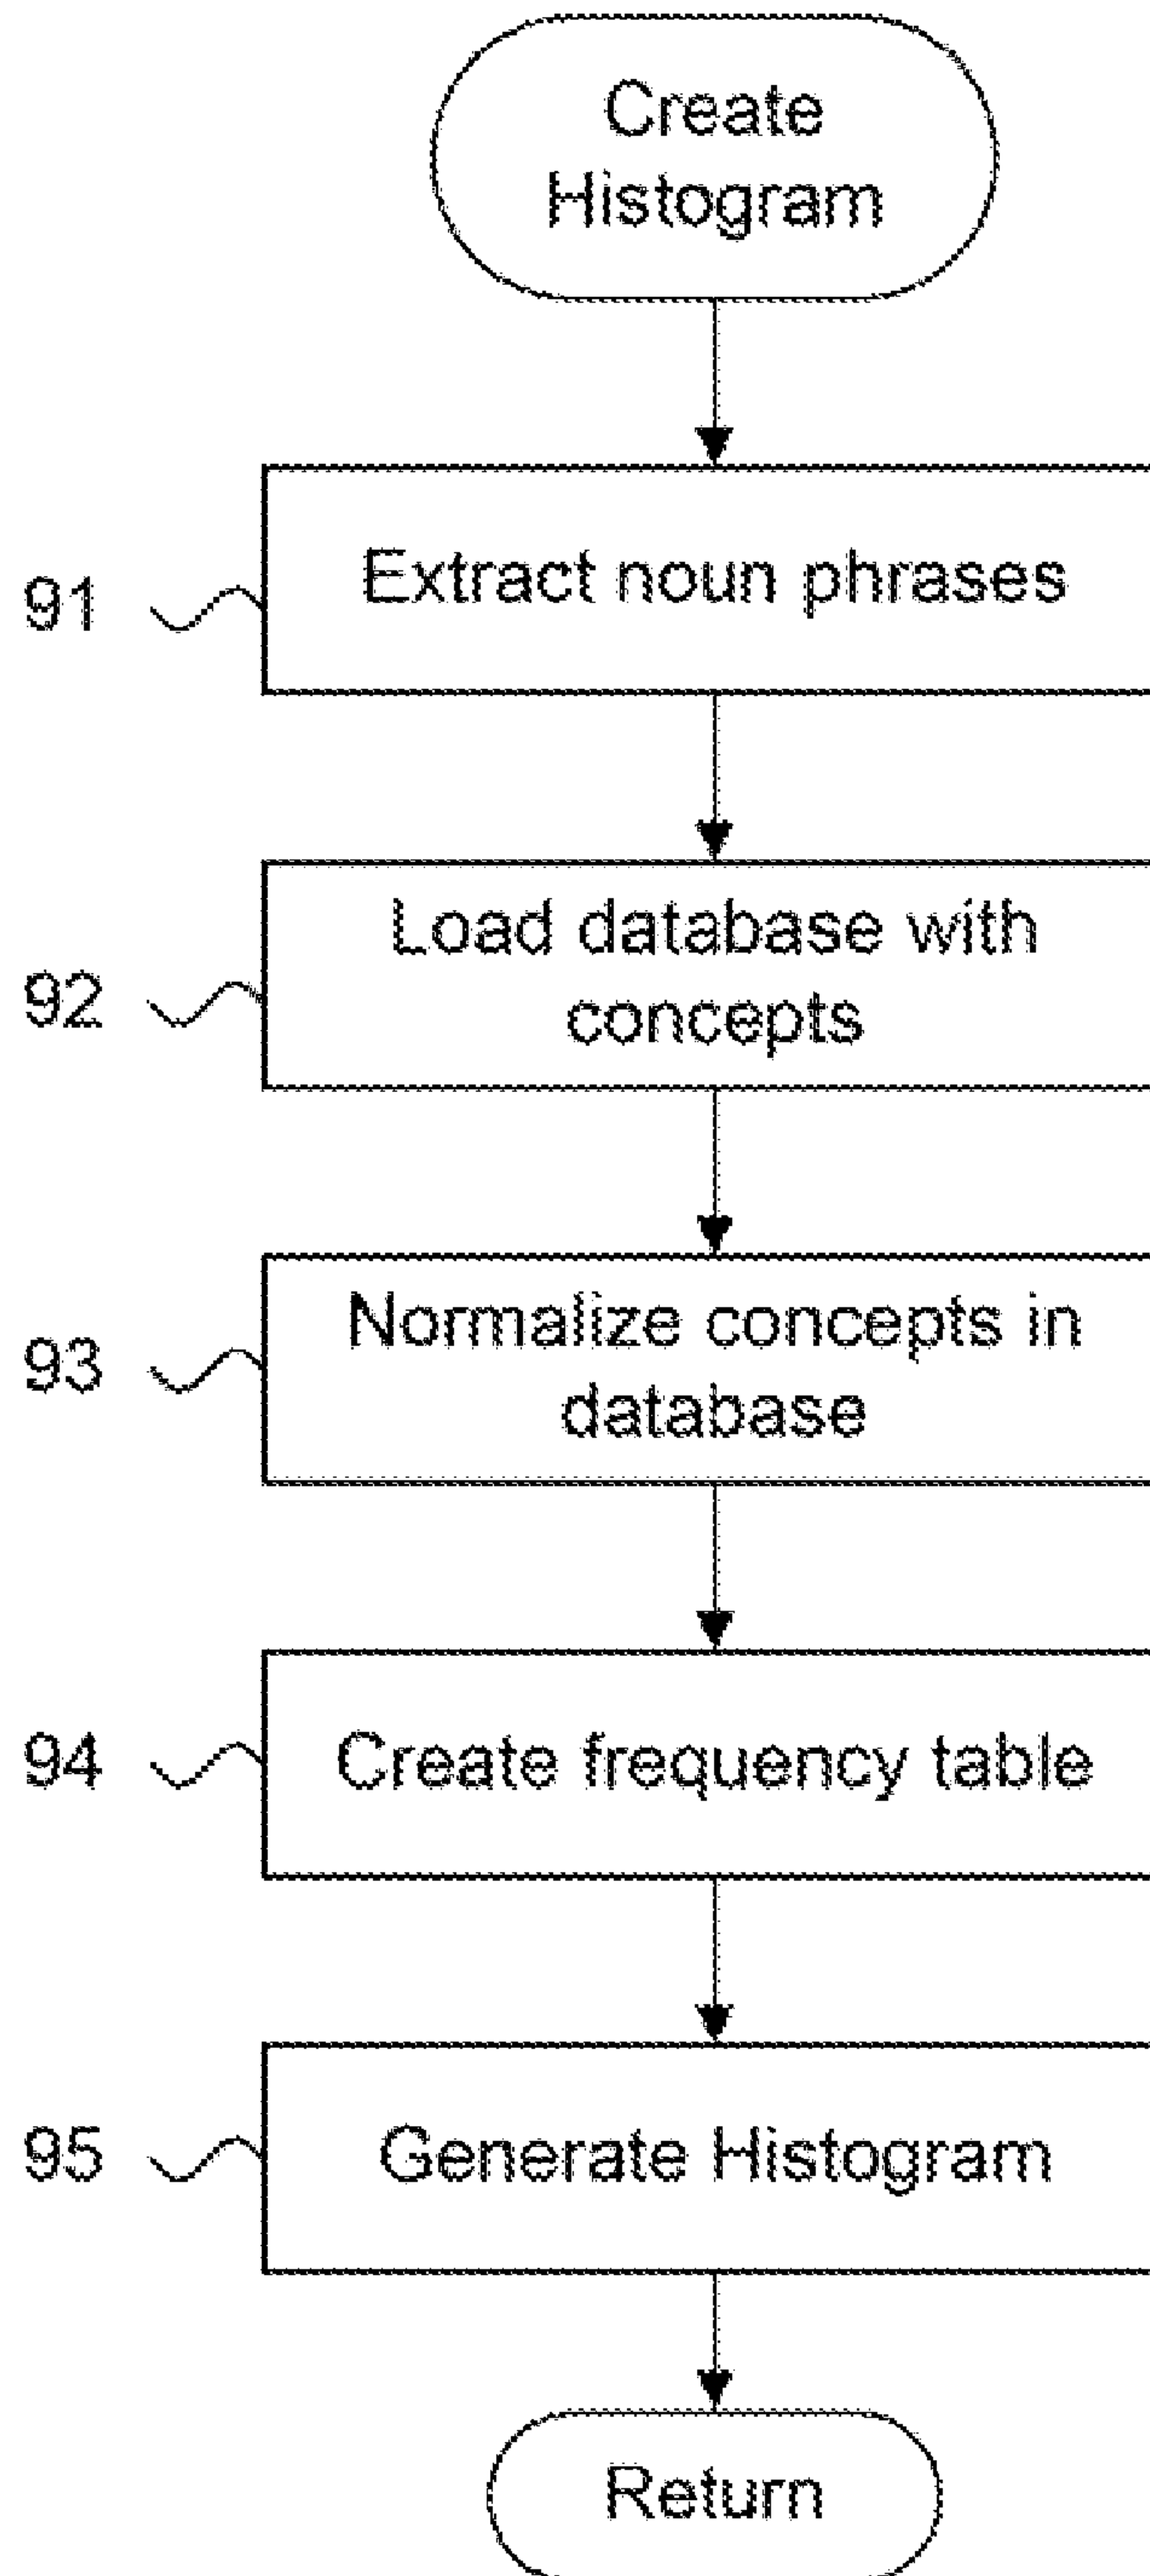 Create
Histogram
91
Extract noun phrases
92
Load database with
concepts
93
Normalize concepts in
database
94
Create frequency table
95
Generate Histogram
Return